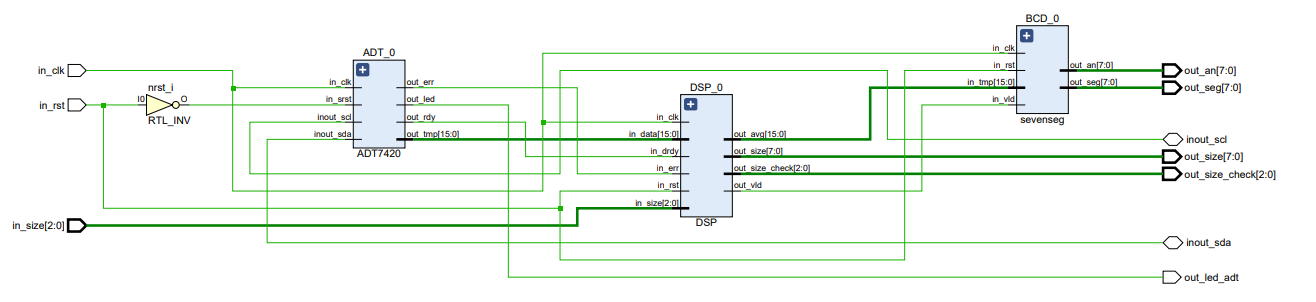 BCD_0
in_clk
in_rst
in_tmp[15:0]
in_vld
out_an[7:0]
out_seg[7:0]
sevenseg
out_an[7:0]
out_seg[7:0]
in_clk
in_rst
nrst_i
I0
O
RTL_INV
ADT_0
in_clk
in_srst
inout_scl
inout_sda
out_err
out_led
out_rdy
out_tmp[15:0]
ADT7420
DSP_0
in_clk
in_data[15:0]
in_drdy
in_err
in_rst
in_size[2:0]
out_avg[15:0]
out_size[7:0]
out_size_check[2:0]
out_vld
DSP
inout_scl
out_size[7:0]
out_size_check[2:0]
in_size[2:0]
inout_sda
out_led_adt